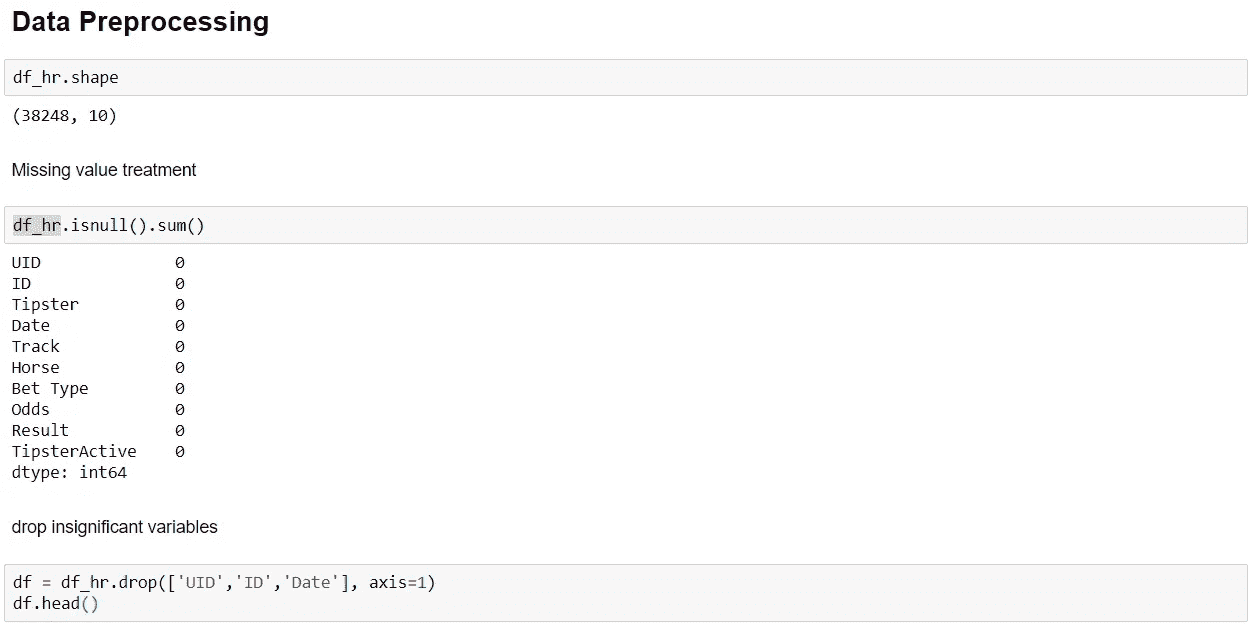 Data Preprocessing
df_hr.shape
(38248, 10)
Missing value treatment
df_hr.isnull().sum()
UID 0
ID 0
Tipster 0
Date 0
Track 0
Horse 0
Bet Type 0
Odds 0
Result 0
TipsterActive 0
dtype: int64
drop insignificant variables
df = df_hr.drop(['UID','ID','Date'], axis=1)
df.head()